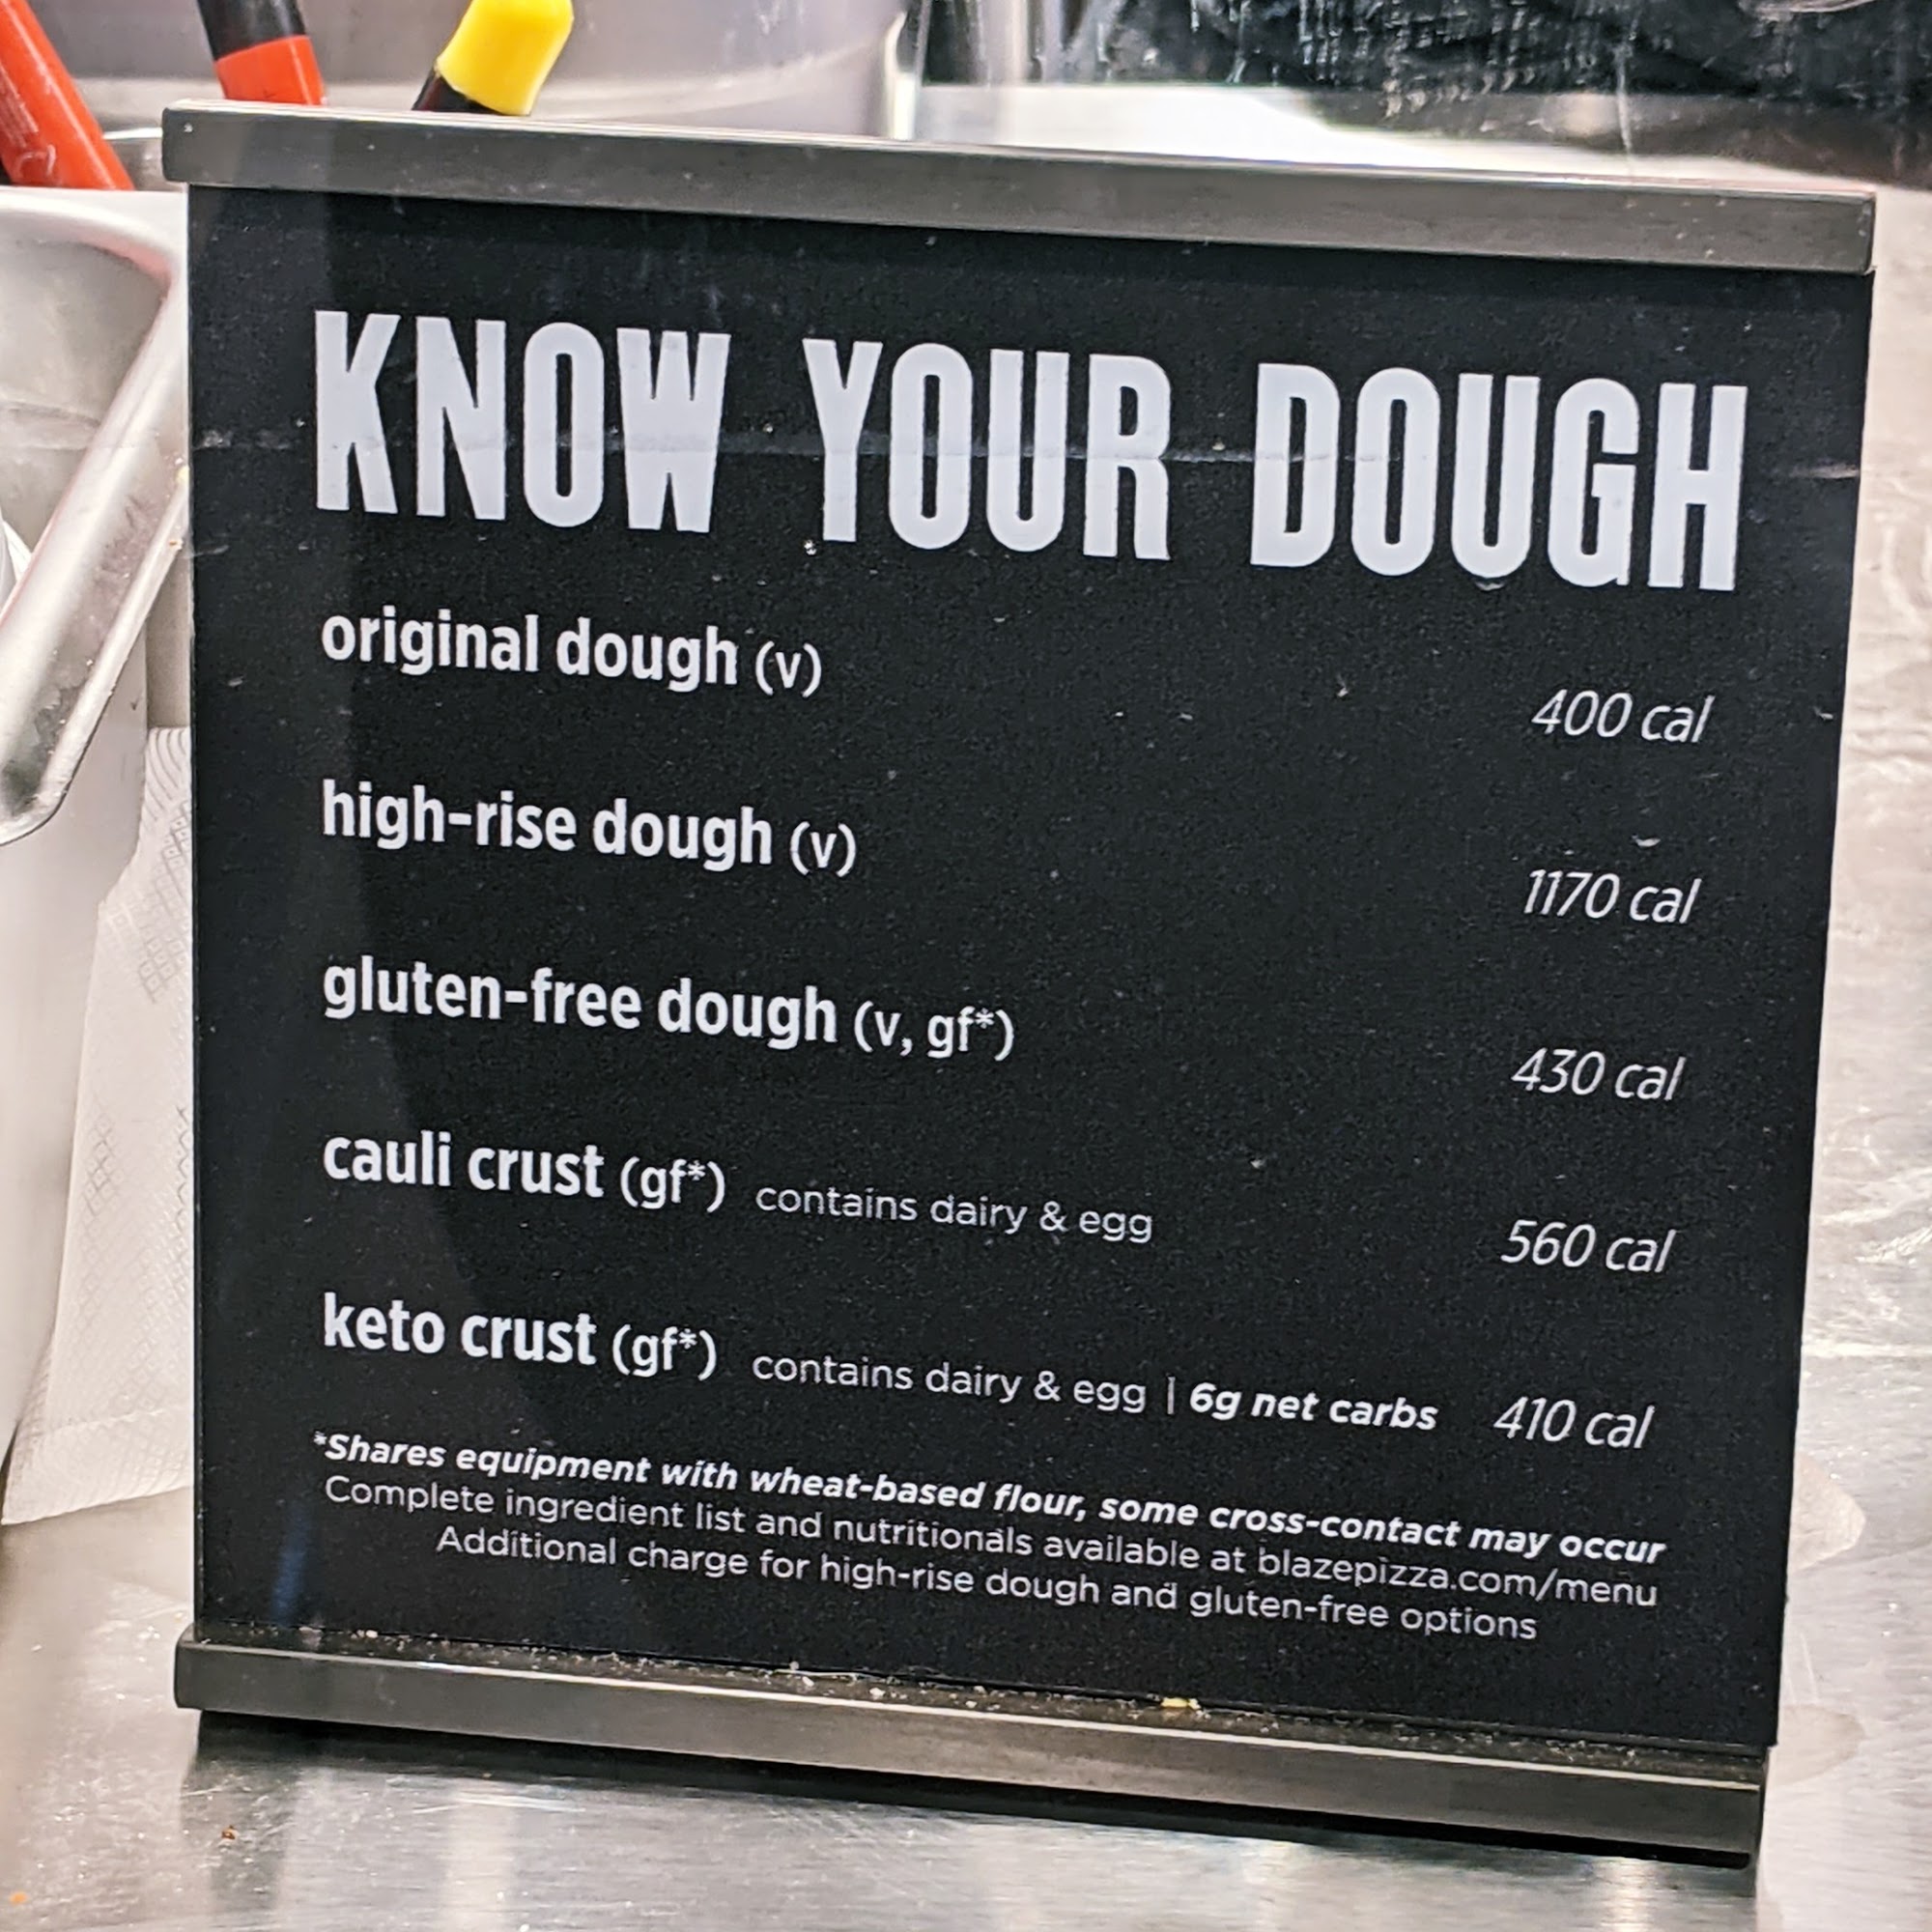 KNOW YOUR DOUGH
original dough (v) 400 cal
high-rise dough (v) 1170 cal
gluten-free dough (v, gf*) 430 cal
cauli crust (gf*) contains dairy & egg 560 cal
keto crust (gf*) contains dairy & egg | 6g net carbs 410 cal
*Shares equipment with wheat-based flour, some cross-contact may occur
Complete ingredient list and nutritionals available at blazepizza.com/menu
Additional charge for high-rise dough and gluten-free options